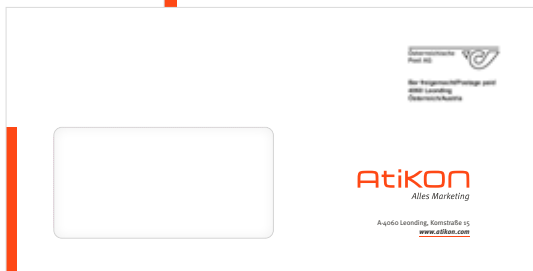 Österreichische
Post AG
Bar freigemacht/Postage paid
4060 Leonding
Österreich/Austria
ATIKON
Alles Marketing
A-4060 Leonding, Kornstraße 15
www.atikon.com